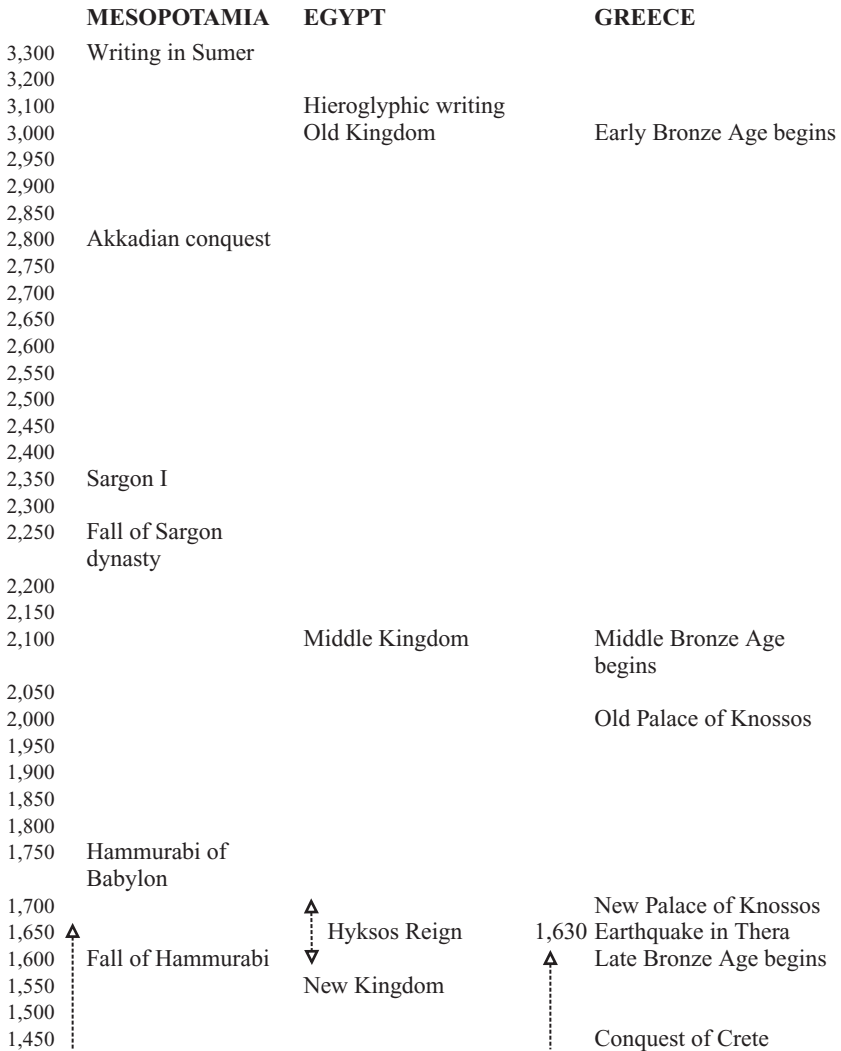 MESOPOTAMIA EGYPT GREECE
3,300 Writing in Sumer
3,200
3,100 Hieroglyphic writing
3,000 Old Kingdom Early Bronze Age begins
2,950
2,900
2,850
2,800 Akkadian conquest
2,750
2,700
2,650
2,600
2,550
2,500
2,450
2,400
2,350 Sargon I
2,300
2,250 Fall of Sargon
dynasty
2,200
2,150
2,100 Middle Kingdom Middle Bronze Age
begins
2,050
2,000 Old Palace of Knossos
1,950
1,900
1,850
1,800
1,750 Hammurabi of
Babylon
1,700 New Palace of Knossos
1,650 Hyksos Reign 1,630 Earthquake in Thera
1,600 Fall of Hammurabi Late Bronze Age begins
1,550 New Kingdom
1,500
1,450 Conquest of Crete